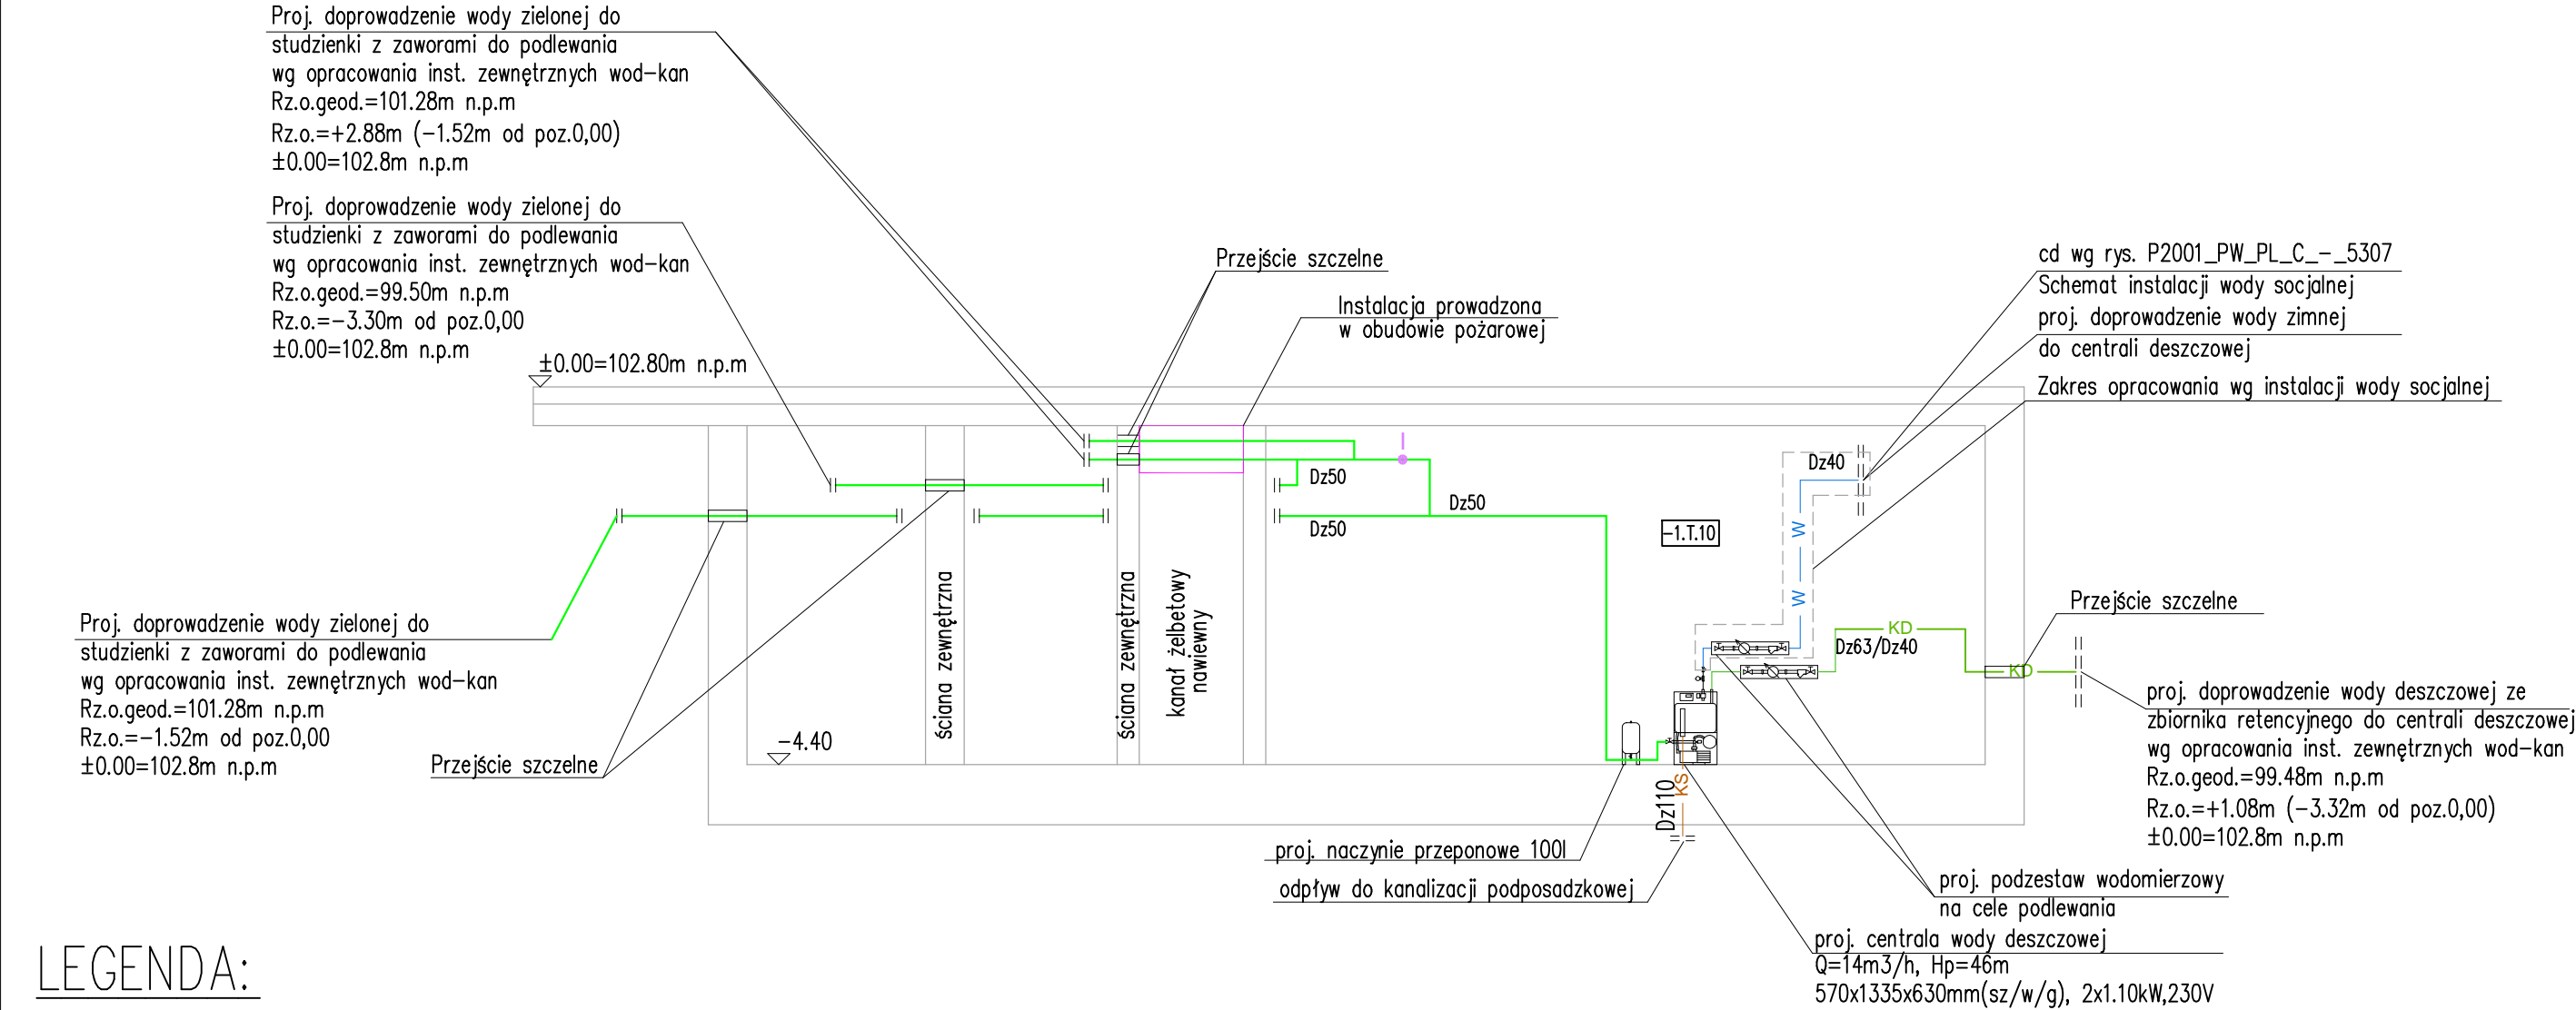 Proj. doprowadzenie wody zielonej do
studzienki z zaworami do podlewania
wg opracowania inst. zewnętrznych wod-kan
Rz.o.geod.=101.28m n.p.m
Rz.o.=+2.88m (-1.52m od poz.0,00)
±0.00=102.8m n.p.m
Proj. doprowadzenie wody zielonej do
studzienki z zaworami do podlewania
wg opracowania inst. zewnętrznych wod-kan
Rz.o.geod.=99.50m n.p.m
Rz.o.=-3.30m od poz.0,00
±0.00=102.8m n.p.m
±0.00=102.80m n.p.m
Przejście szczelne
Instalacja prowadzona
w obudowie pożarowej
cd wg rys. P2001_PW_PL_C_-_5307
Schemat instalacji wody socjalnej
proj. doprowadzenie wody zimnej
do centrali deszczowej
Zakres opracowania wg instalacji wody socjalnej
Dz50
Dz50
Dz50
Dz40
-1.T.10
W
W
ściana zewnętrzna
ściana zewnętrzna
kanał żelbetowy
nawiewny
KD
Dz63/Dz40
KD
Przejście szczelne
Proj. doprowadzenie wody zielonej do
studzienki z zaworami do podlewania
wg opracowania inst. zewnętrznych wod-kan
Rz.o.geod.=101.28m n.p.m
Rz.o.=-1.52m od poz.0,00
±0.00=102.8m n.p.m
Przejście szczelne
-4.40
Dz110
KS
proj. doprowadzenie wody deszczowej ze
zbiornika retencyjnego do centrali deszczowej
wg opracowania inst. zewnętrznych wod-kan
Rz.o.geod.=99.48m n.p.m
Rz.o.=+1.08m (-3.32m od poz.0,00)
±0.00=102.8m n.p.m
proj. naczynie przeponowe 100l
odpływ do kanalizacji podposadzkowej
proj. podzestaw wodomierzowy
na cele podlewania
proj. centrala wody deszczowej
Q=14m3/h, Hp=46m
570x1335x630mm(sz/w/g), 2x1.10kW,230V
LEGENDA: